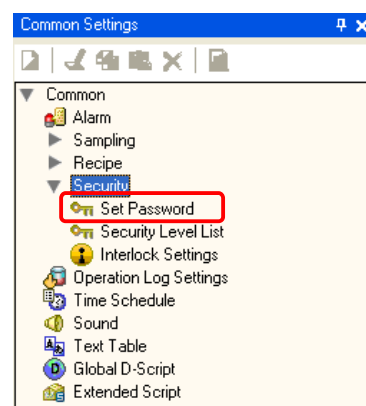 Common Settings
Common
Alarm
Sampling
Recipe
Security
Set Password
Security Level List
Interlock Settings
Operation Log Settings
Time Schedule
Sound
Text Table
Global D-Script
Extended Script